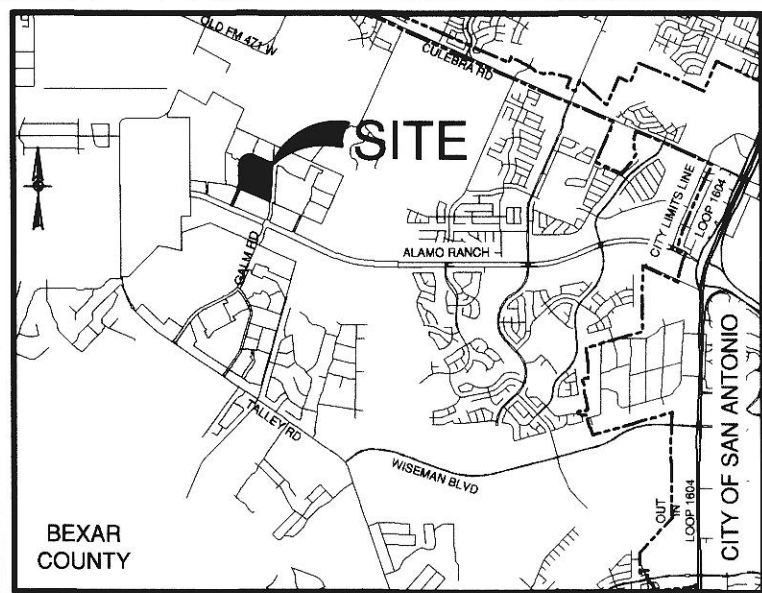 OLD FM 471 W
CULEBRA RD
SITE
CITY LIMITS LINE
LOOP 1604
ALAMO RANCH
GALM RD
TALLEY RD
WISEMAN BLVD
CITY OF SAN ANTONIO
OUT
IN
LOOP 1604
BEXAR
COUNTY